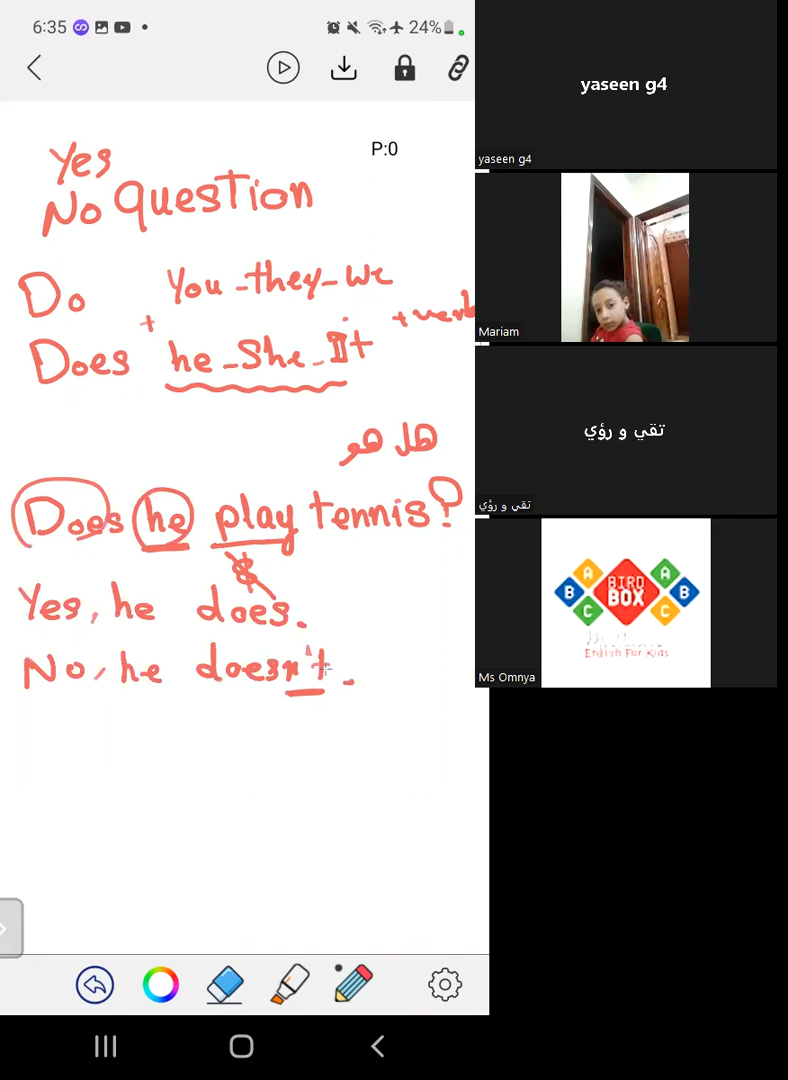 6:35
24%
P:0
Yes
No question
Do
You-they-we
+
+verb
Does
he-she-It
هل هو
Does he play tennis?
Yes, he does.
No, he doesn't.
yaseen g4
yaseen g4
Mariam
تقي و رؤي
تقي و رؤي
A
B
C
BIRD
BOX
A
B
C
English For Kids
Ms Omnya